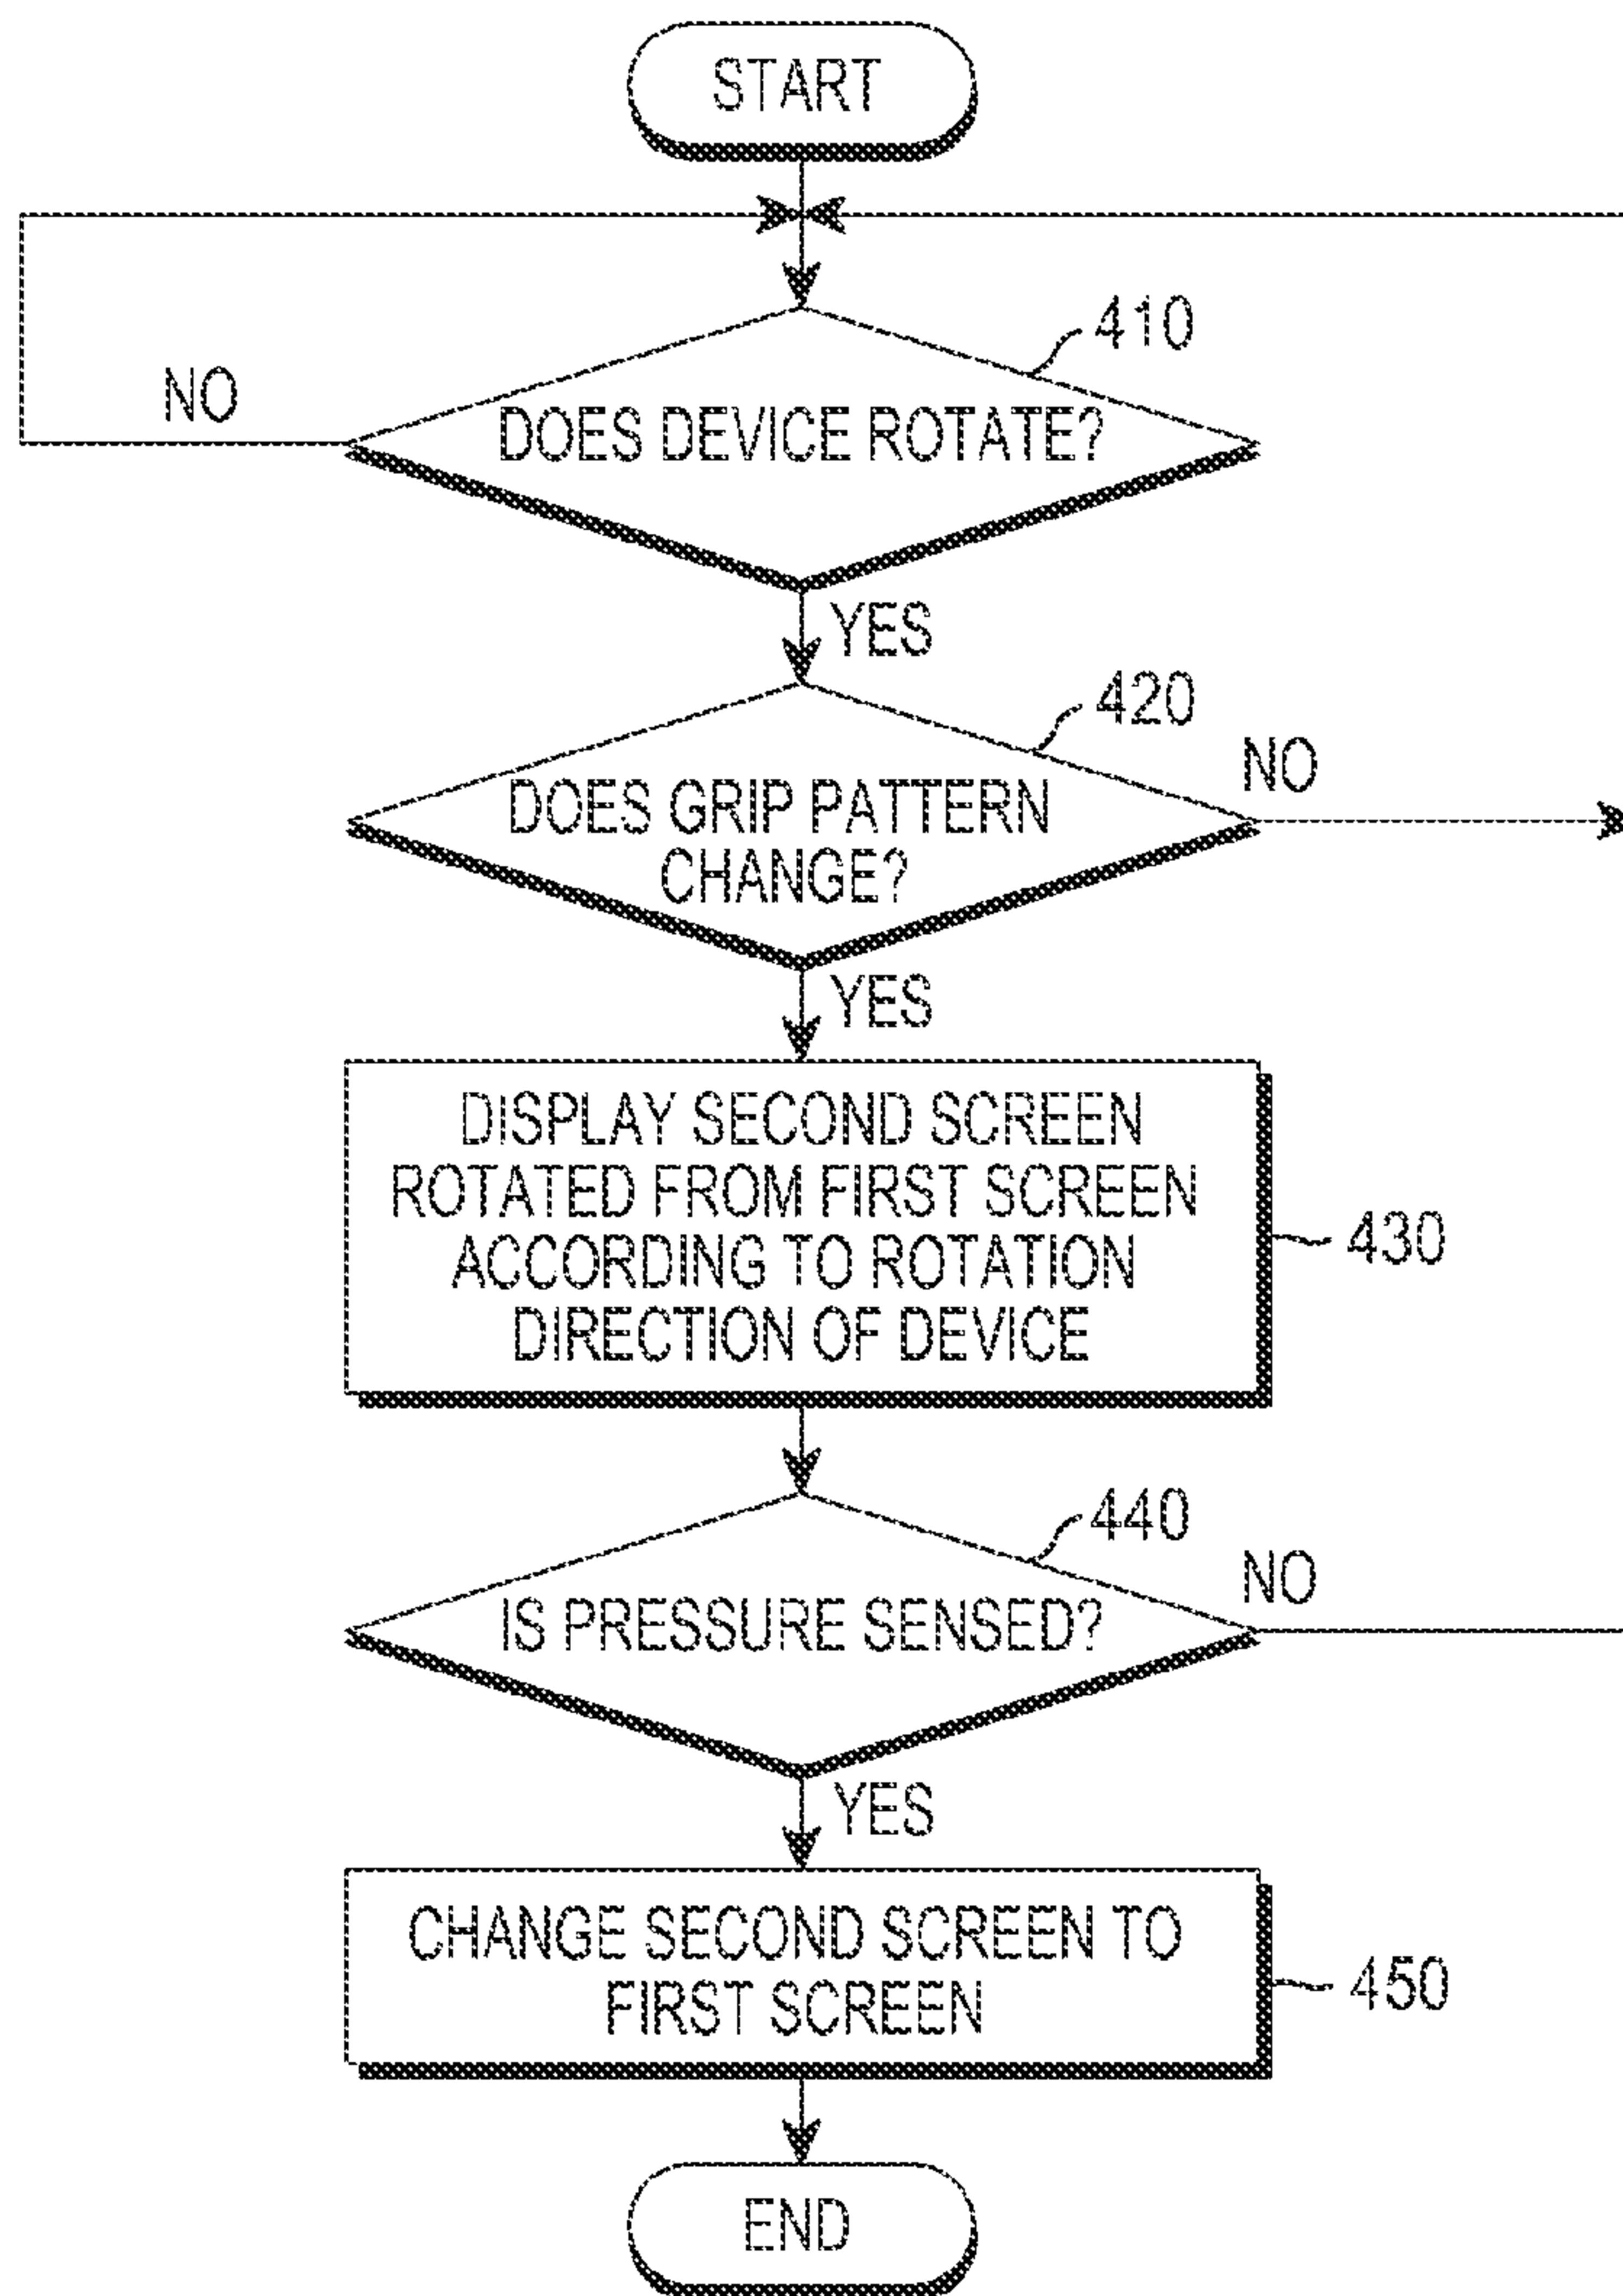 START
410
NO
DOES DEVICE ROTATE?
YES
420
NO
DOES GRIP PATTERN
CHANGE?
YES
DISPLAY SECOND SCREEN
ROTATED FROM FIRST SCREEN
ACCORDING TO ROTATION
DIRECTION OF DEVICE
430
440
NO
IS PRESSURE SENSED?
YES
CHANGE SECOND SCREEN TO
FIRST SCREEN
450
END